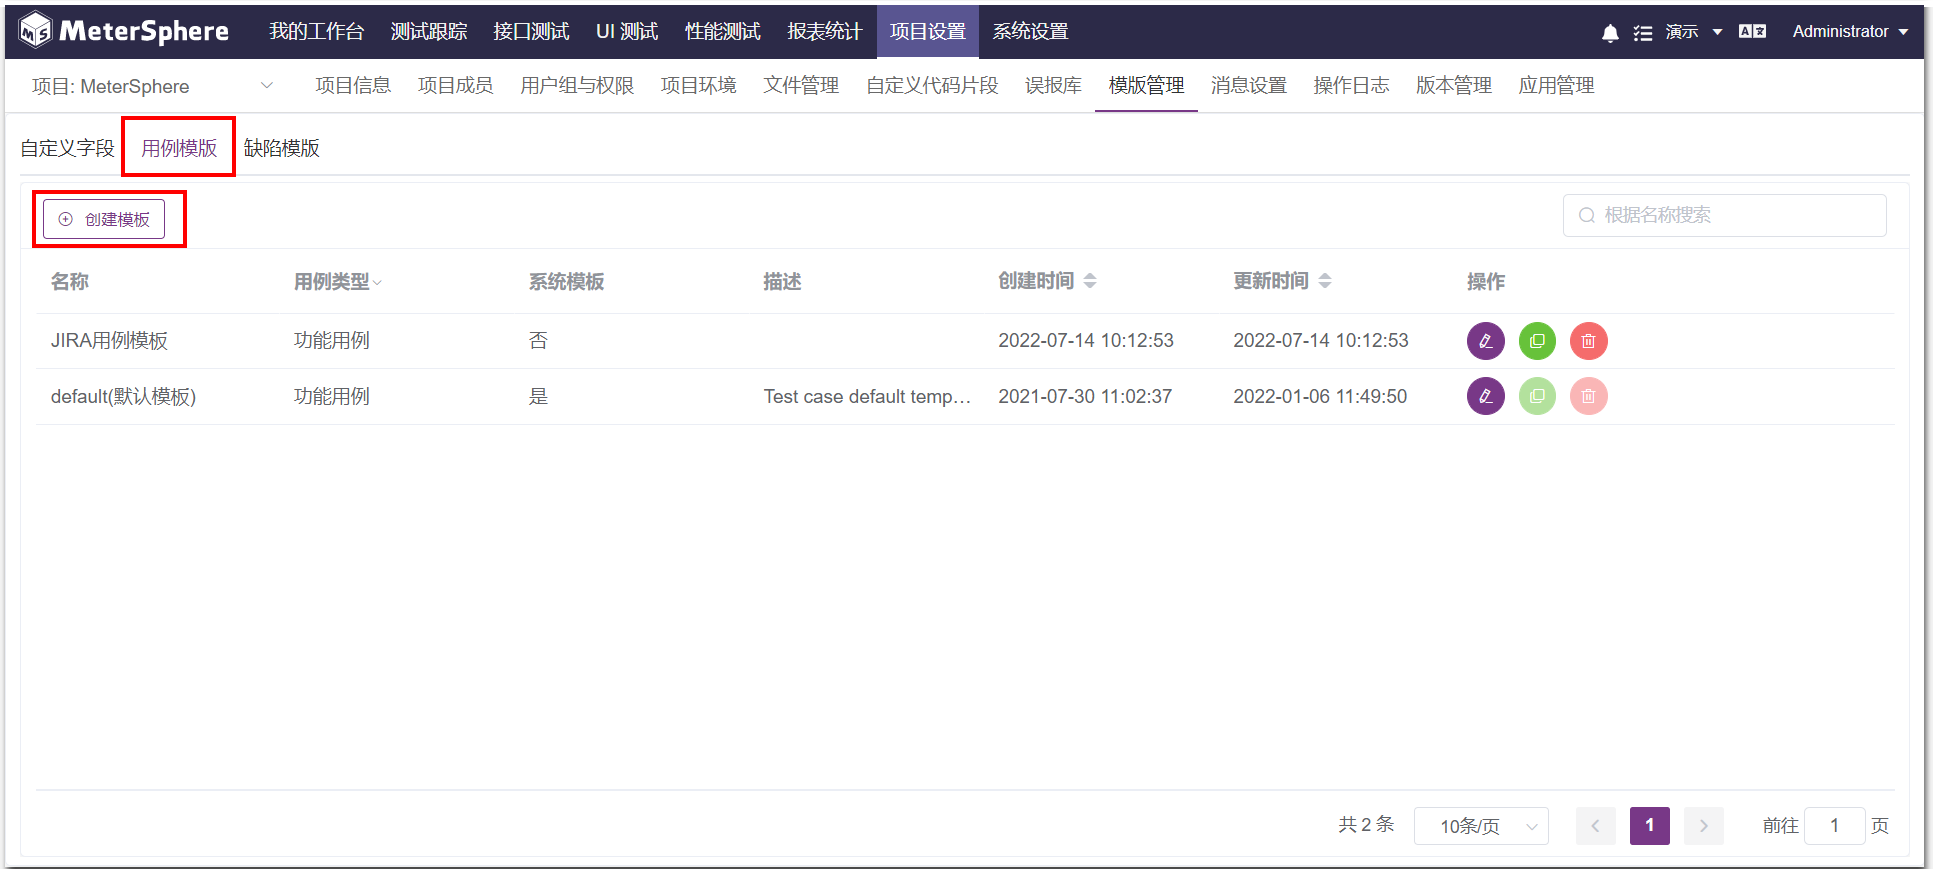 MeterSphere 我的工作台 测试跟踪 接口测试 UI 测试 性能测试 报表统计 项目设置 系统设置 演示 Administrator
项目: MeterSphere 项目信息 项目成员 用户组与权限 项目环境 文件管理 自定义代码片段 误报库 模版管理 消息设置 操作日志 版本管理 应用管理
自定义字段 用例模版 缺陷模版
创建模板 根据名称搜索
名称 用例类型 系统模板 描述 创建时间 更新时间 操作
JIRA用例模板 功能用例 否 2022-07-14 10:12:53 2022-07-14 10:12:53
default(默认模板) 功能用例 是 Test case default temp... 2021-07-30 11:02:37 2022-01-06 11:49:50
共 2 条 10条/页 1 前往 1 页